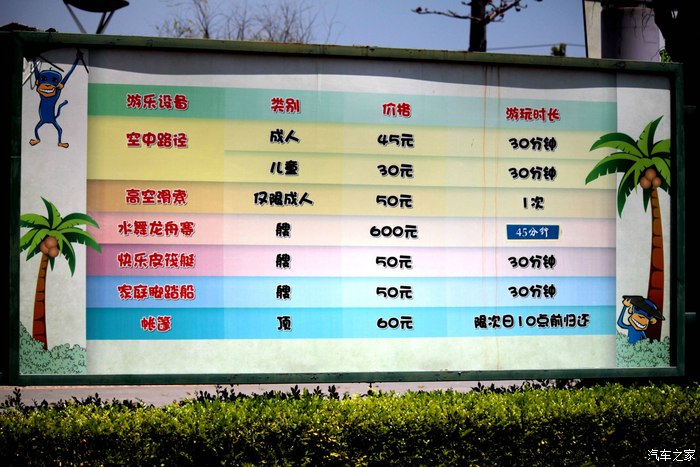 游乐设备 类别 价格 游玩时长
空中路径 成人 45元 30分钟
儿童 30元 30分钟
高空滑索 仅限成人 50元 1次
水舞龙舟赛 艘 600元 45分钟
快乐皮筏艇 艘 50元 30分钟
家庭脚踏船 艘 50元 30分钟
帐篷 顶 60元 限次日10点前归还
汽车之家